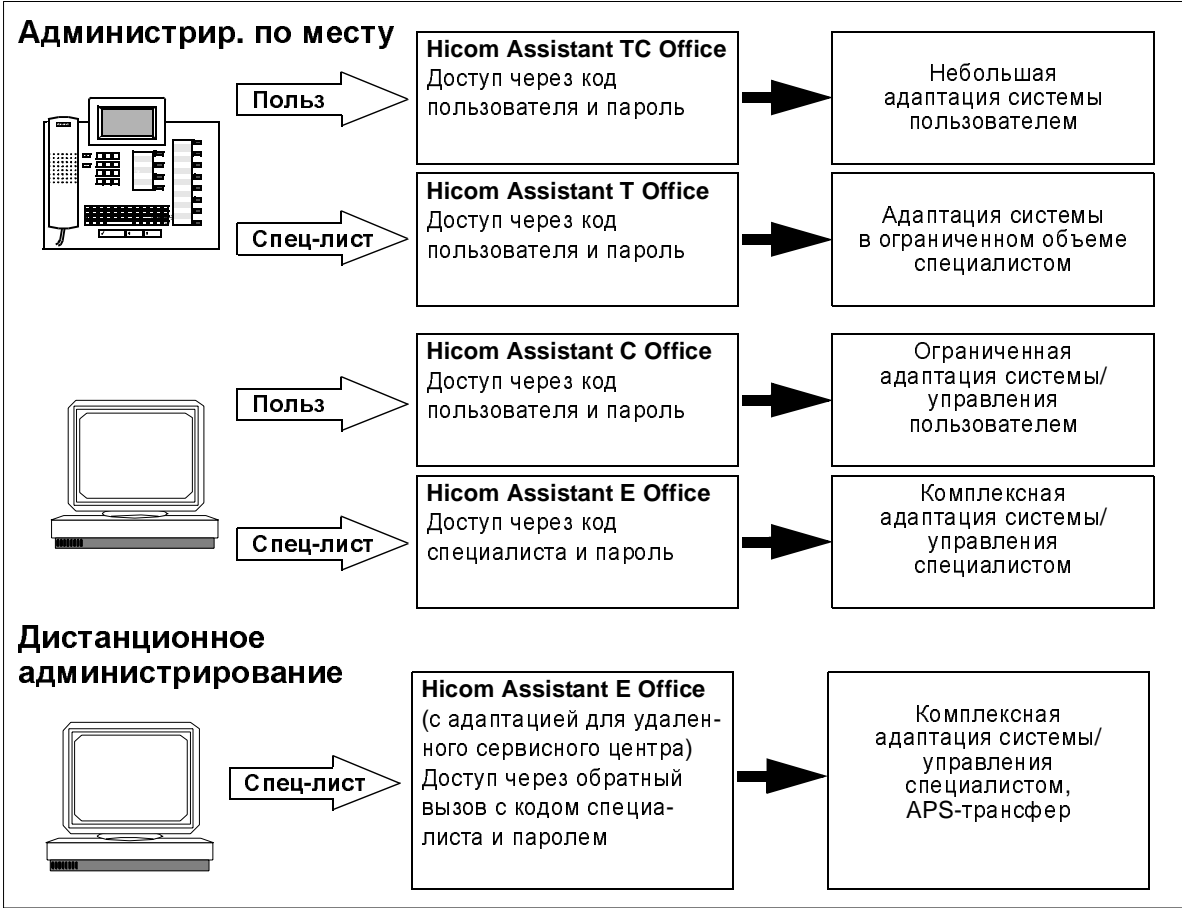 Администрир. по месту
Польз
Hicom Assistant TC Office
Доступ через код
пользователя и пароль
Небольшая
адаптация системы
пользователем
Спец-лист
Hicom Assistant T Office
Доступ через код
пользователя и пароль
Адаптация системы
в ограниченном объеме
специалистом
Польз
Hicom Assistant C Office
Доступ через код
пользователя и пароль
Ограниченная
адаптация системы/
управления
пользователем
Спец-лист
Hicom Assistant E Office
Доступ через код
специалиста и пароль
Комплексная
адаптация системы/
управления
специалистом
Дистанционное
администрирование
Спец-лист
Hicom Assistant E Office
(с адаптацией для удален-
ного сервисного центра)
Доступ через обратный
вызов с кодом специа-
листа и паролем
Комплексная
адаптация системы/
управления
специалистом,
APS-трансфер